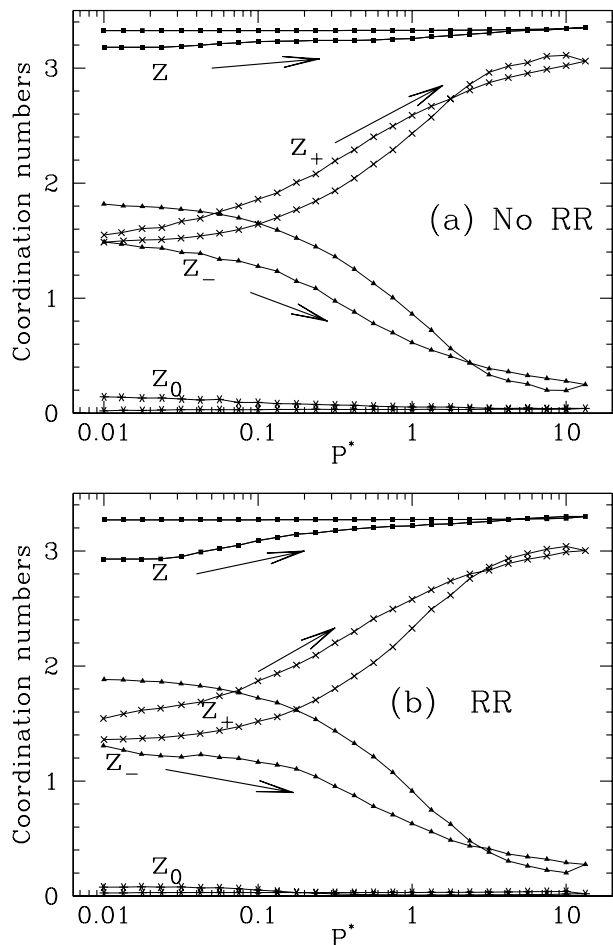 Coordination numbers
3
2
1
0
Z
Z+
Z−
Z0
(a) No RR
0.01
0.1
1
10
P*
Coordination numbers
3
2
1
0
Z
Z+
Z−
Z0
(b) RR
0.01
0.1
1
10
P*